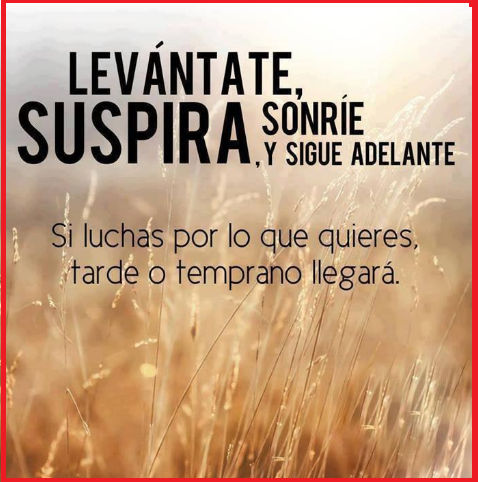 LEVÁNTATE,
SUSPIRA, SONRÍE
,Y SIGUE ADELANTE
Si luchas por lo que quieres,
tarde o temprano llegará.